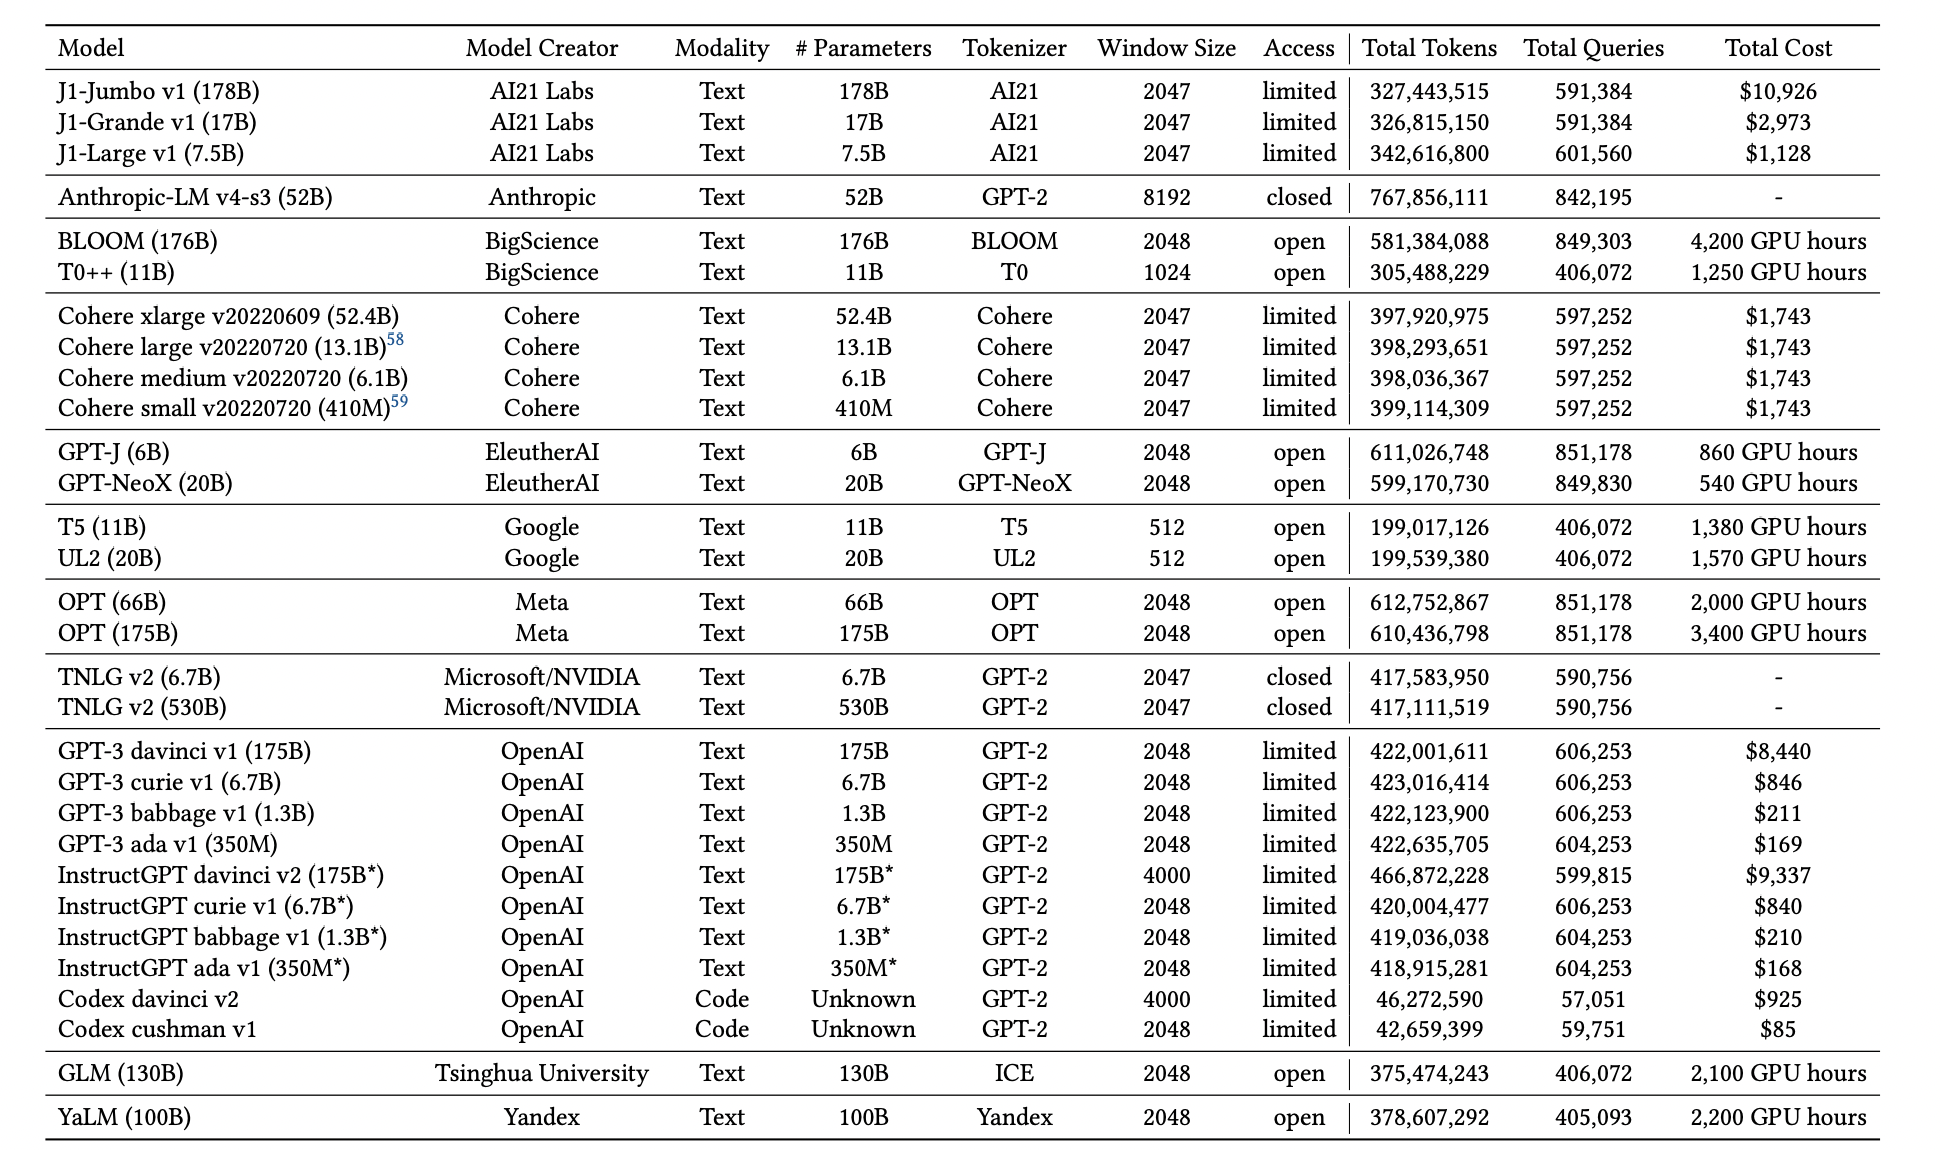 Model Model Creator Modality # Parameters Tokenizer Window Size Access Total Tokens Total Queries Total Cost
J1-Jumbo v1 (178B) AI21 Labs Text 178B AI21 2047 limited 327,443,515 591,384 $10,926
J1-Grande v1 (17B) AI21 Labs Text 17B AI21 2047 limited 326,815,150 591,384 $2,973
J1-Large v1 (7.5B) AI21 Labs Text 7.5B AI21 2047 limited 342,616,800 601,560 $1,128
Anthropic-LM v4-s3 (52B) Anthropic Text 52B GPT-2 8192 closed 767,856,111 842,195 -
BLOOM (176B) BigScience Text 176B BLOOM 2048 open 581,384,088 849,303 4,200 GPU hours
T0++ (11B) BigScience Text 11B T0 1024 open 305,488,229 406,072 1,250 GPU hours
Cohere xlarge v20220609 (52.4B) Cohere Text 52.4B Cohere 2047 limited 397,920,975 597,252 $1,743
Cohere large v20220720 (13.1B)58 Cohere Text 13.1B Cohere 2047 limited 398,293,651 597,252 $1,743
Cohere medium v20220720 (6.1B) Cohere Text 6.1B Cohere 2047 limited 398,036,367 597,252 $1,743
Cohere small v20220720 (410M)59 Cohere Text 410M Cohere 2047 limited 399,114,309 597,252 $1,743
GPT-J (6B) EleutherAI Text 6B GPT-J 2048 open 611,026,748 851,178 860 GPU hours
GPT-NeoX (20B) EleutherAI Text 20B GPT-NeoX 2048 open 599,170,730 849,830 540 GPU hours
T5 (11B) Google Text 11B T5 512 open 199,017,126 406,072 1,380 GPU hours
UL2 (20B) Google Text 20B UL2 512 open 199,539,380 406,072 1,570 GPU hours
OPT (66B) Meta Text 66B OPT 2048 open 612,752,867 851,178 2,000 GPU hours
OPT (175B) Meta Text 175B OPT 2048 open 610,436,798 851,178 3,400 GPU hours
TNLG v2 (6.7B) Microsoft/NVIDIA Text 6.7B GPT-2 2047 closed 417,583,950 590,756 -
TNLG v2 (530B) Microsoft/NVIDIA Text 530B GPT-2 2047 closed 417,111,519 590,756 -
GPT-3 davinci v1 (175B) OpenAI Text 175B GPT-2 2048 limited 422,001,611 606,253 $8,440
GPT-3 curie v1 (6.7B) OpenAI Text 6.7B GPT-2 2048 limited 423,016,414 606,253 $846
GPT-3 babbage v1 (1.3B) OpenAI Text 1.3B GPT-2 2048 limited 422,123,900 606,253 $211
GPT-3 ada v1 (350M) OpenAI Text 350M GPT-2 2048 limited 422,635,705 604,253 $169
InstructGPT davinci v2 (175B*) OpenAI Text 175B* GPT-2 4000 limited 466,872,228 599,815 $9,337
InstructGPT curie v1 (6.7B*) OpenAI Text 6.7B* GPT-2 2048 limited 420,004,477 606,253 $840
InstructGPT babbage v1 (1.3B*) OpenAI Text 1.3B* GPT-2 2048 limited 419,036,038 604,253 $210
InstructGPT ada v1 (350M*) OpenAI Text 350M* GPT-2 2048 limited 418,915,281 604,253 $168
Codex davinci v2 OpenAI Code Unknown GPT-2 4000 limited 46,272,590 57,051 $925
Codex cushman v1 OpenAI Code Unknown GPT-2 2048 limited 42,659,399 59,751 $85
GLM (130B) Tsinghua University Text 130B ICE 2048 open 375,474,243 406,072 2,100 GPU hours
YaLM (100B) Yandex Text 100B Yandex 2048 open 378,607,292 405,093 2,200 GPU hours